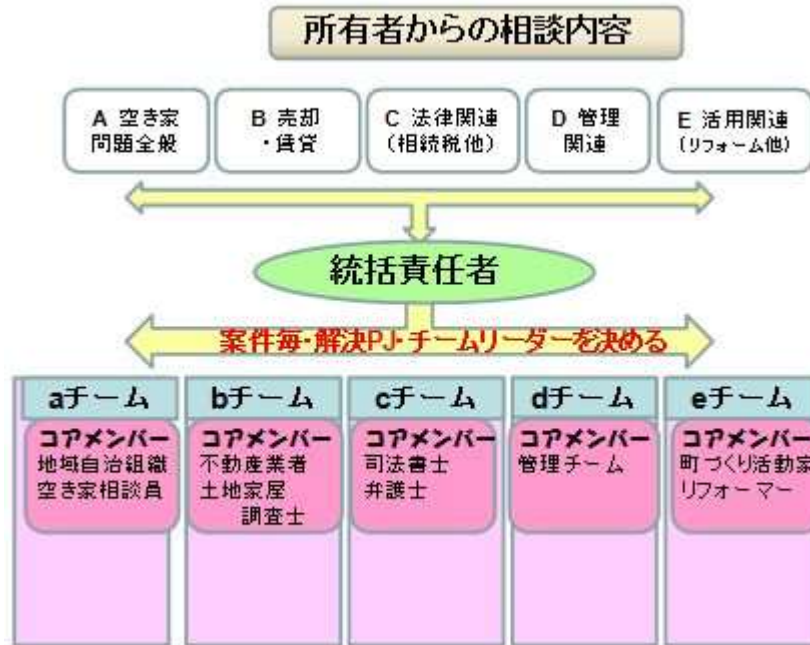 所有者からの相談内容
A 空き家
問題全般
B 売却
・賃貸
C 法律関連
(相続税他)
D 管理
関連
E 活用関連
(リフォーム他)
統括責任者
案件毎・解決PJ・チームリーダーを決める
aチーム
コアメンバー
地域自治組織
空き家相談員
bチーム
コアメンバー
不動産業者
土地家屋
調査士
cチーム
コアメンバー
司法書士
弁護士
dチーム
コアメンバー
管理チーム
eチーム
コアメンバー
町づくり活動家
リフォーマー